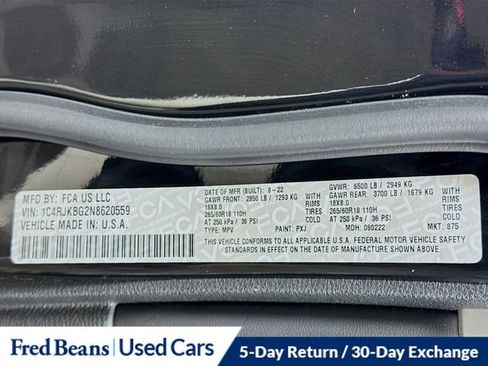 MFD BY: FCA US LLC
VIN: 1C4RJKBG2N8620559
VEHICLE MADE IN: U.S.A.
DATE OF MFR (BUILT): 8-22
GAWR FRONT: 2850 LB / 1293 KG WITH
18X8.0 RIMS
265/60R18 110H TIRES
AT 250 kPa / 36 PSI COLD
TYPE: MPV PAINT: PXJ
GVWR: 6500 LB / 2949 KG
GAWR REAR: 3700 LB / 1679 KG WITH
18X8.0 RIMS
265/60R18 110H TIRES
AT 250 kPa / 36 PSI COLD
MDH: 080222 MKT: 875
THIS VEHICLE CONFORMS TO ALL APPLICABLE U.S.A. FEDERAL MOTOR VEHICLE SAFETY
STANDARDS IN EFFECT ON THE DATE OF MANUFACTURE SHOWN ABOVE.
Fred Beans | Used Cars
5-Day Return / 30-Day Exchange